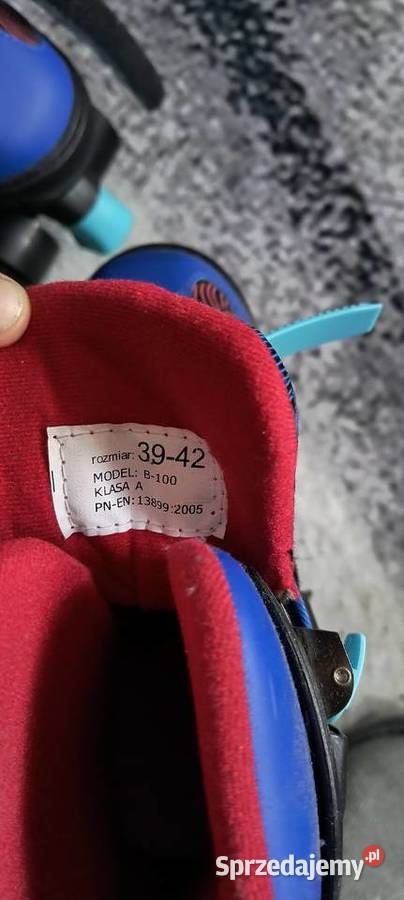 rozmiar: 39-42
MODEL: B-100
KLASA A
PN-EN:13899:2005
Sprzedajemy.pl